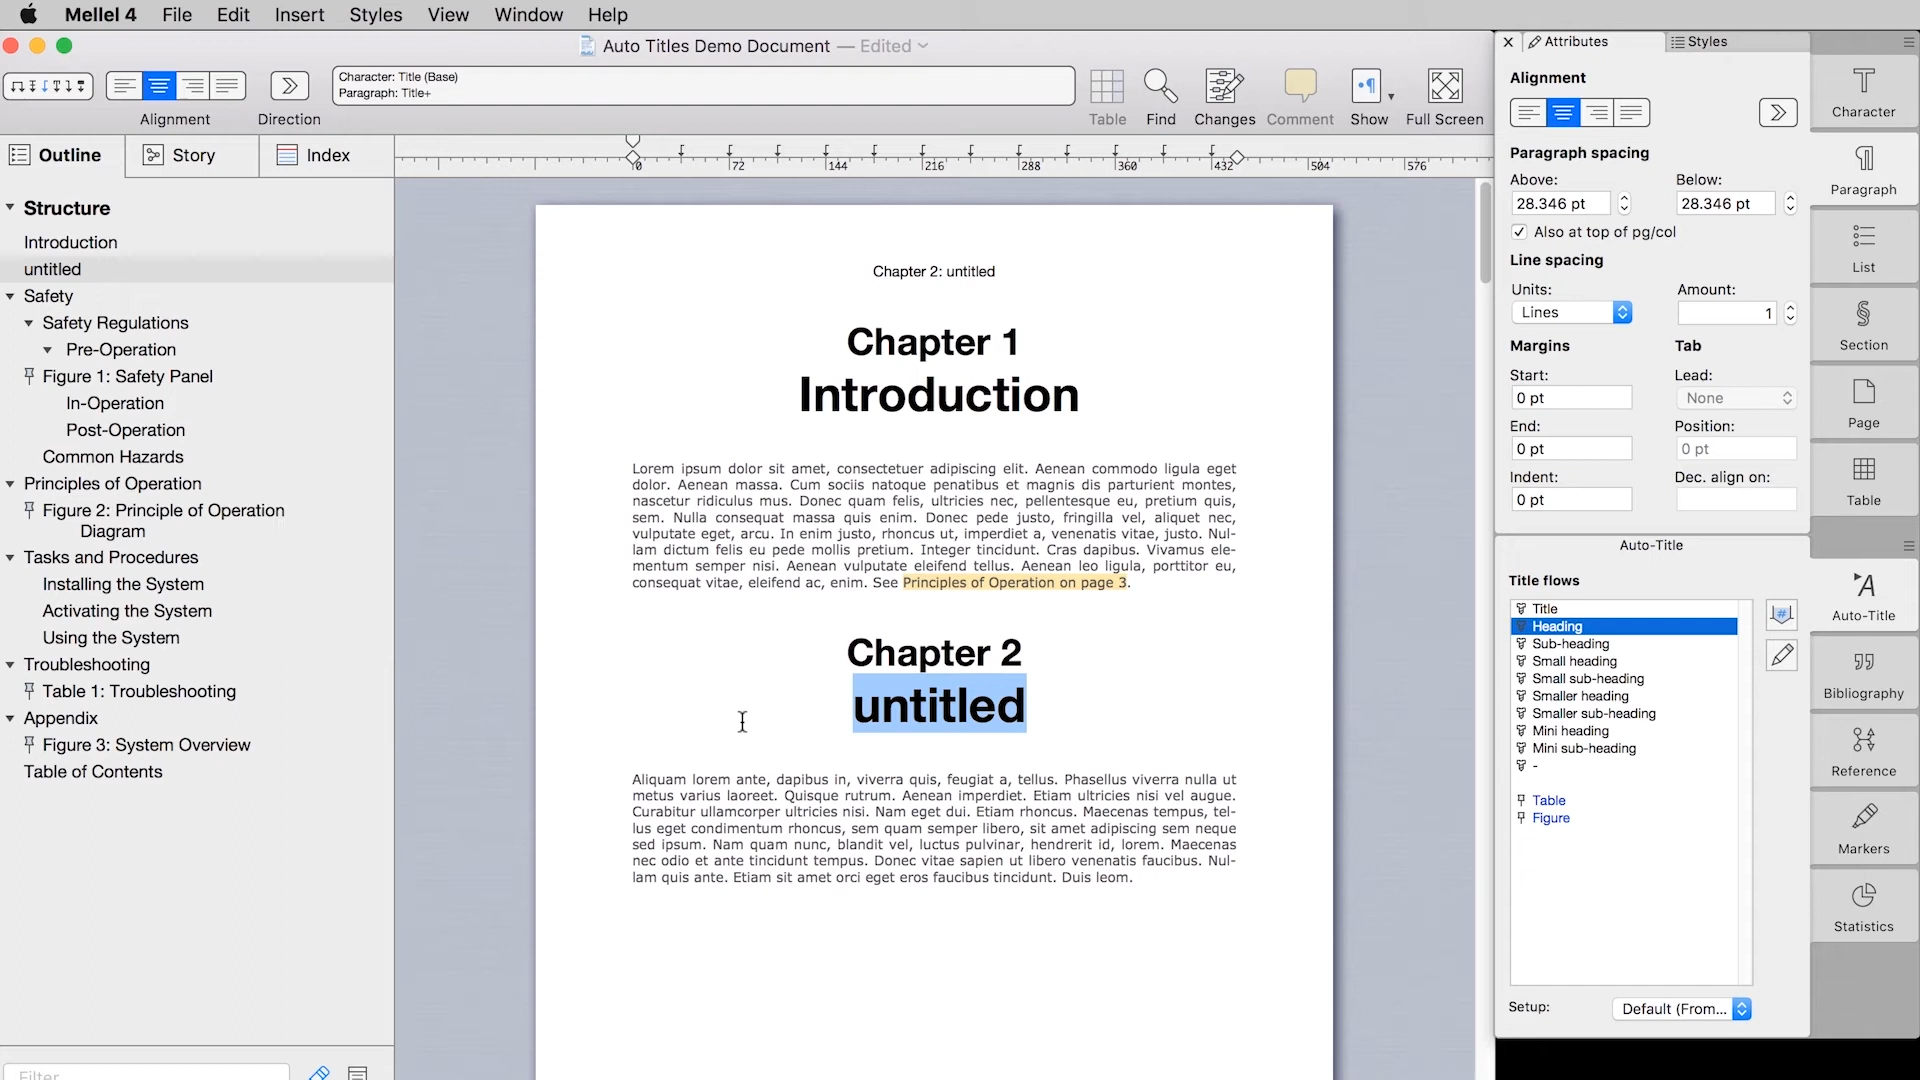 Mellel 4 File Edit Insert Styles View Window Help
Auto Titles Demo Document — Edited
Character: Title (Base)
Paragraph: Title+
Alignment Direction Table Find Changes Comment Show Full Screen
Outline Story Index
0 72 144 216 288 360 432 504 576
Structure
Introduction
untitled
Safety
Safety Regulations
Pre-Operation
Figure 1: Safety Panel
In-Operation
Post-Operation
Common Hazards
Principles of Operation
Figure 2: Principle of Operation
Diagram
Tasks and Procedures
Installing the System
Activating the System
Using the System
Troubleshooting
Table 1: Troubleshooting
Appendix
Figure 3: System Overview
Table of Contents
Filter
Chapter 2: untitled
Chapter 1
Introduction
Lorem ipsum dolor sit amet, consectetuer adipiscing elit. Aenean commodo ligula eget
dolor. Aenean massa. Cum sociis natoque penatibus et magnis dis parturient montes,
nascetur ridiculus mus. Donec quam felis, ultricies nec, pellentesque eu, pretium quis,
sem. Nulla consequat massa quis enim. Donec pede justo, fringilla vel, aliquet nec,
vulputate eget, arcu. In enim justo, rhoncus ut, imperdiet a, venenatis vitae, justo. Nul-
lam dictum felis eu pede mollis pretium. Integer tincidunt. Cras dapibus. Vivamus ele-
mentum semper nisi. Aenean vulputate eleifend tellus. Aenean leo ligula, porttitor eu,
consequat vitae, eleifend ac, enim. See Principles of Operation on page 3.
Chapter 2
untitled
Aliquam lorem ante, dapibus in, viverra quis, feugiat a, tellus. Phasellus viverra nulla ut
metus varius laoreet. Quisque rutrum. Aenean imperdiet. Etiam ultricies nisi vel augue.
Curabitur ullamcorper ultricies nisi. Nam eget dui. Etiam rhoncus. Maecenas tempus, tel-
lus eget condimentum rhoncus, sem quam semper libero, sit amet adipiscing sem neque
sed ipsum. Nam quam nunc, blandit vel, luctus pulvinar, hendrerit id, lorem. Maecenas
nec odio et ante tincidunt tempus. Donec vitae sapien ut libero venenatis faucibus. Nul-
lam quis ante. Etiam sit amet orci eget eros faucibus tincidunt. Duis leom.
Attributes Styles
Alignment
Paragraph spacing
Above: Below:
28.346 pt 28.346 pt
Also at top of pg/col
Line spacing
Units: Amount:
Lines 1
Margins Tab
Start: Lead:
0 pt None
End: Position:
0 pt 0 pt
Indent: Dec. align on:
0 pt
Auto-Title
Title flows
Title
Heading
Sub-heading
Small heading
Small sub-heading
Smaller heading
Smaller sub-heading
Mini heading
Mini sub-heading
-
Table
Figure
Setup: Default (From...
Character
Paragraph
List
Section
Page
Table
Auto-Title
Bibliography
Reference
Markers
Statistics